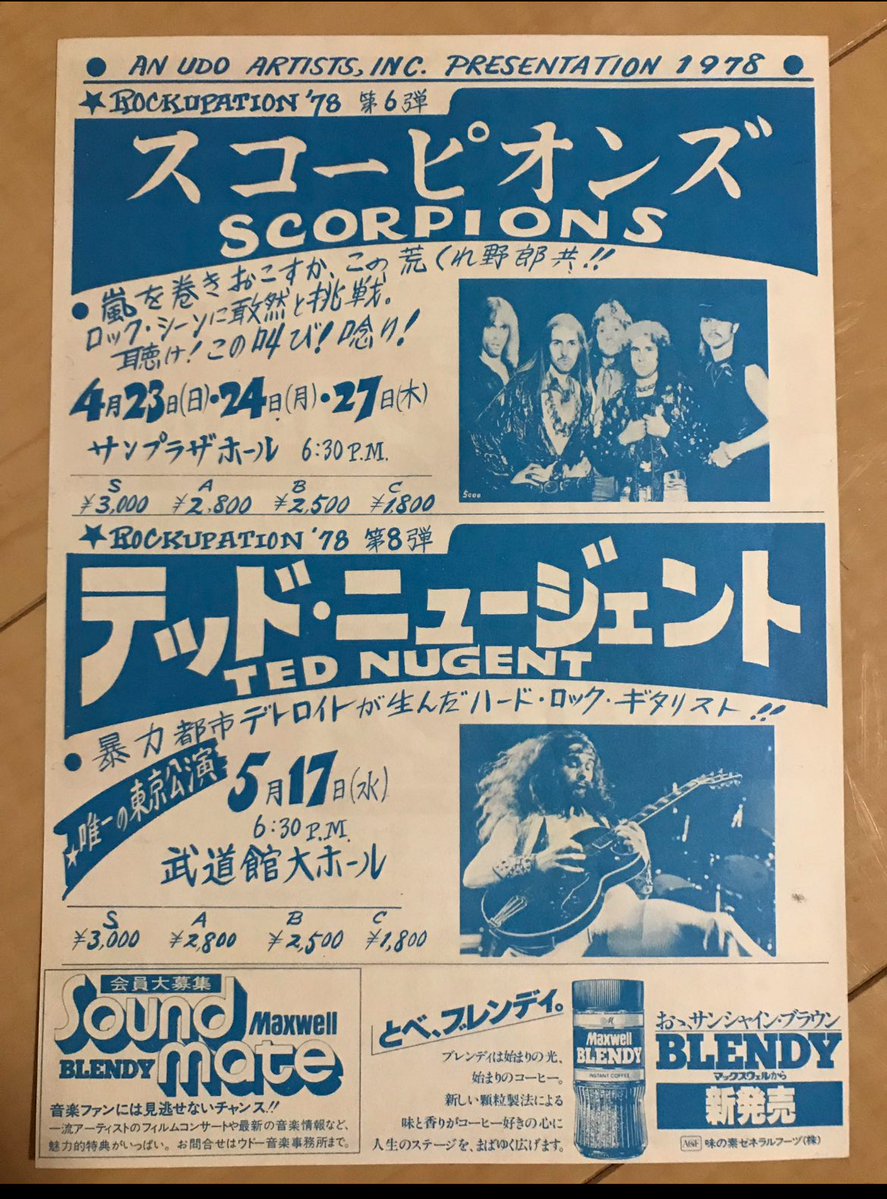 ● AN UDO ARTISTS, INC. PRESENTATION 1978 ●
★ROCKUPATION '78 第6弾
スコーピオンズ
SCORPIONS
●嵐を巻きおこすか、この荒くれ野郎共!!
ロック・シーンに敢然と挑戦。
聴け!この叫び!唸り!
4月23日(日)・24日(月)・27日(木)
サンプラザホール 6:30 P.M.
S A B C
¥3,000 ¥2,800 ¥2,500 ¥1,800
★ROCKUPATION '78 第8弾
テッド・ニュージェント
TED NUGENT
●暴力都市デトロイトが生んだハード・ロック・ギタリスト!!
★唯一の東京公演
5月17日(水)
6:30 P.M.
武道館大ホール
S A B C
¥3,000 ¥2,800 ¥2,500 ¥1,800
会員大募集
Sound mate
Maxwell
BLENDY
音楽ファンには見逃せないチャンス!!
一流アーティストのフィルムコンサートや最新の音楽情報など、
魅力的特典がいっぱい。お問合せはウドー音楽事務所まで。
とべ、ブレンディ。
ブレンディは始まりの光、
始まりのコーヒー。
新しい顆粒製法による
味と香りがコーヒー好きの心に
人生のステージを、まばゆく広げます。
Maxwell
BLENDY
INSTANT COFFEE
おゝ、サンシャイン・ブラウン
BLENDY
マックスウェルから
新発売
AGF 味の素ゼネラルフーヅ(株)